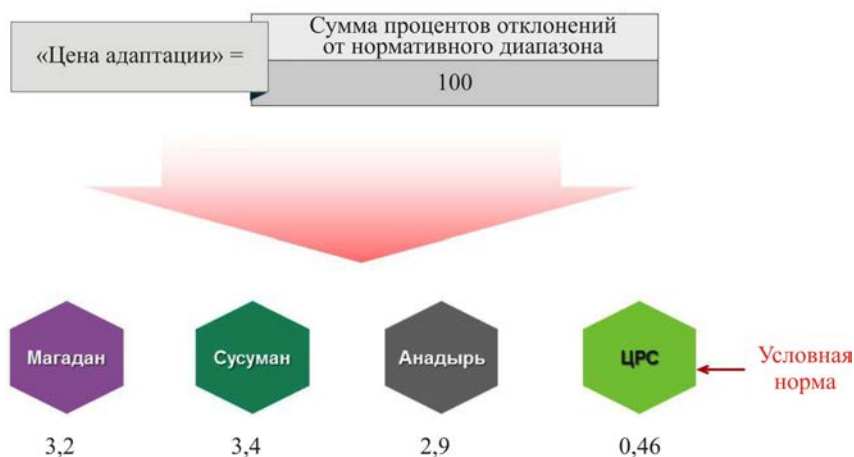 «Цена адаптации» =
Сумма процентов отклонений
от нормативного диапазона
100
Магадан
Сусуман
Анадырь
ЦРС
Условная
норма
3,2
3,4
2,9
0,46